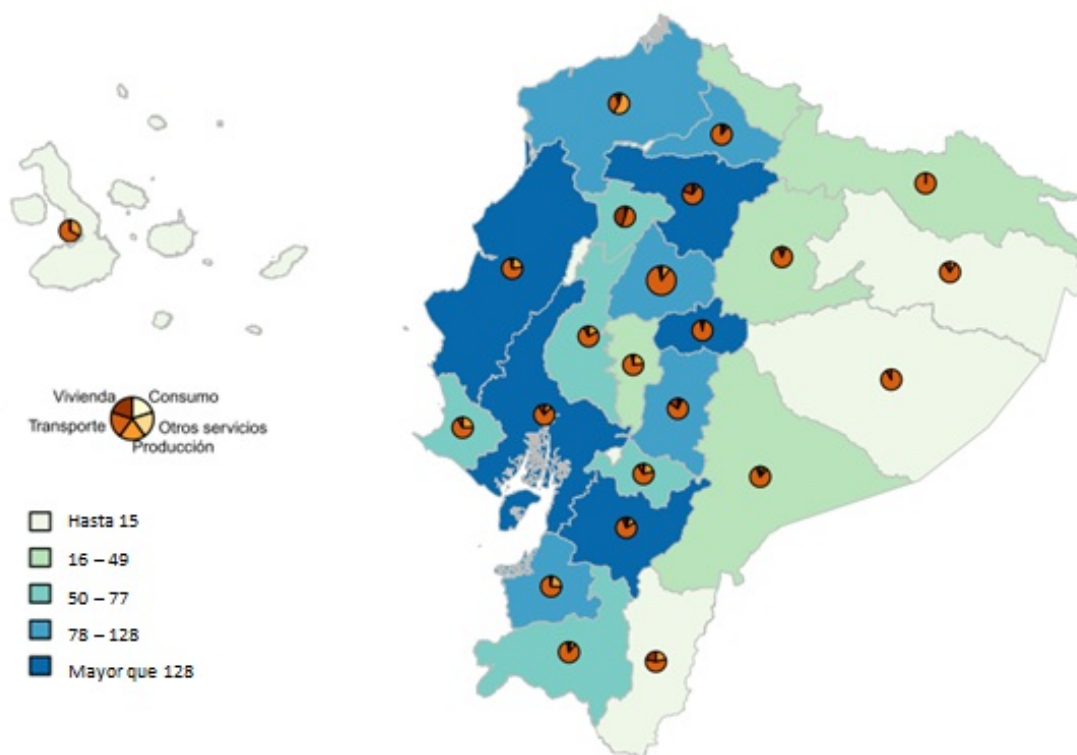 Vivienda
Consumo
Transporte
Otros servicios
Producción
Hasta 15
16 – 49
50 – 77
78 – 128
Mayor que 128